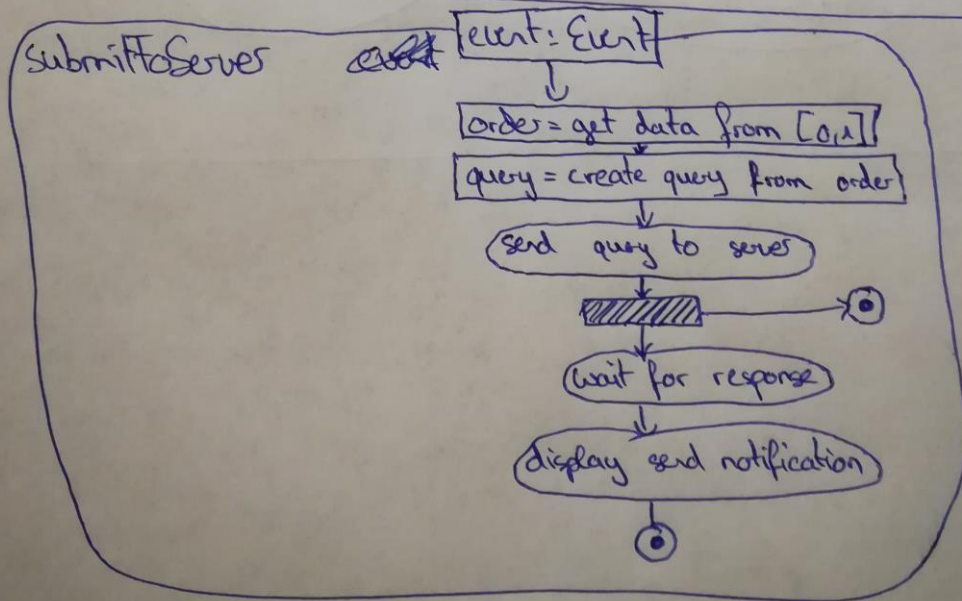 submitToServer event: Event
order= get data from [0,1]
query = create query from order
send query to server
wait for response
display send notification